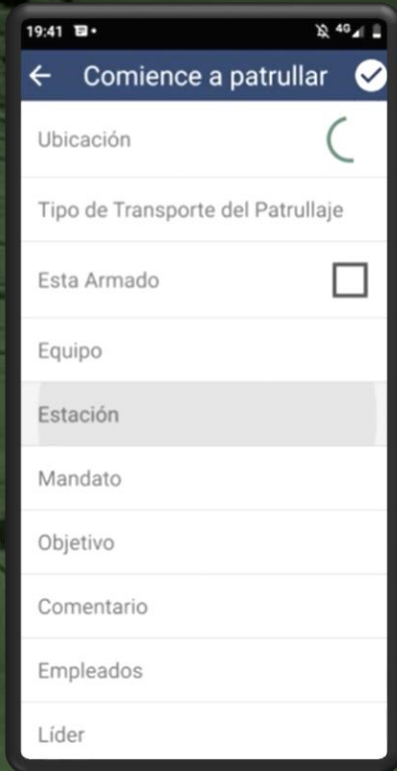 19:41
4G
Comience a patrullar
Ubicación
Tipo de Transporte del Patrullaje
Esta Armado
Equipo
Estación
Mandato
Objetivo
Comentario
Empleados
Líder